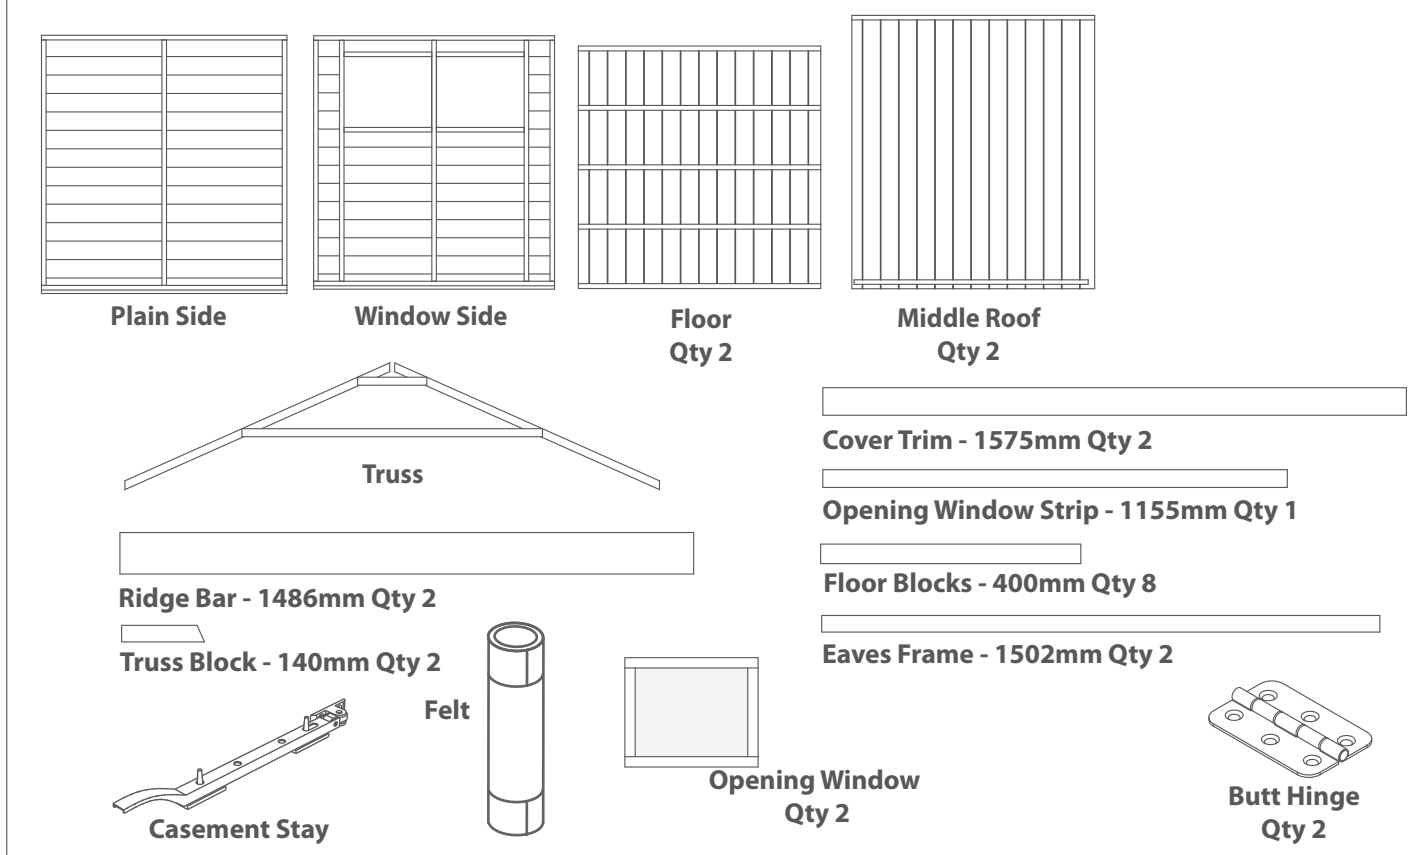 Plain Side
Window Side
Floor
Qty 2
Middle Roof
Qty 2
Truss
Cover Trim - 1575mm Qty 2
Opening Window Strip - 1155mm Qty 1
Floor Blocks - 400mm Qty 8
Eaves Frame - 1502mm Qty 2
Ridge Bar - 1486mm Qty 2
Truss Block - 140mm Qty 2
Felt
Casement Stay
Opening Window
Qty 2
Butt Hinge
Qty 2